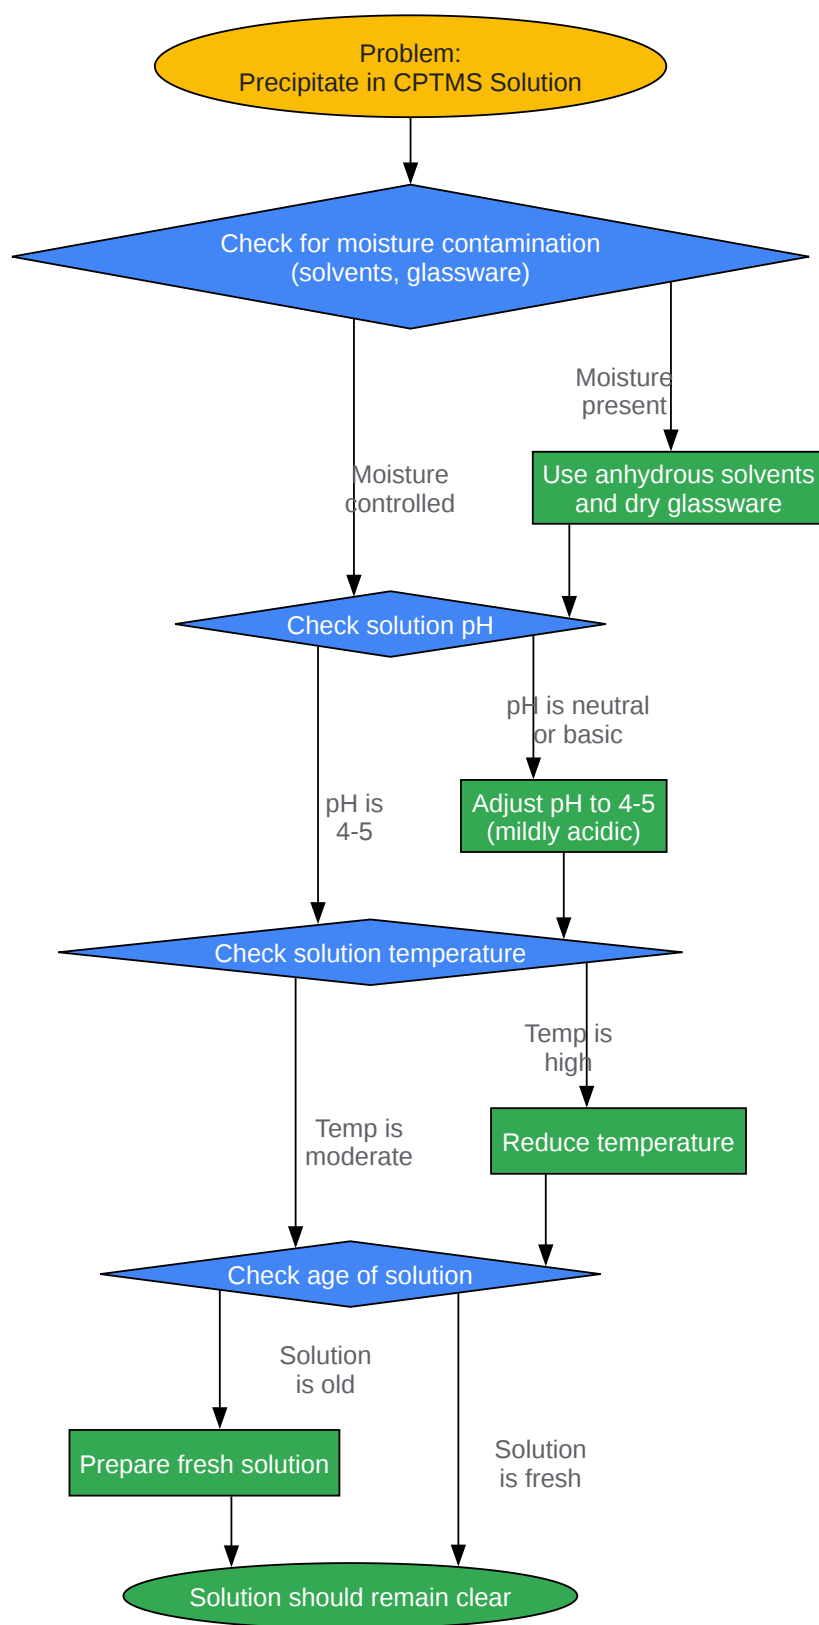 Problem:
Precipitate in CPTMS Solution
Check for moisture contamination
(solvents, glassware)
Moisture
present
Moisture
controlled
Use anhydrous solvents
and dry glassware
Check solution pH
pH is neutral
or basic
pH is
4-5
Adjust pH to 4-5
(mildly acidic)
Check solution temperature
Temp is
high
Temp is
moderate
Reduce temperature
Check age of solution
Solution
is old
Prepare fresh solution
Solution
is fresh
Solution should remain clear